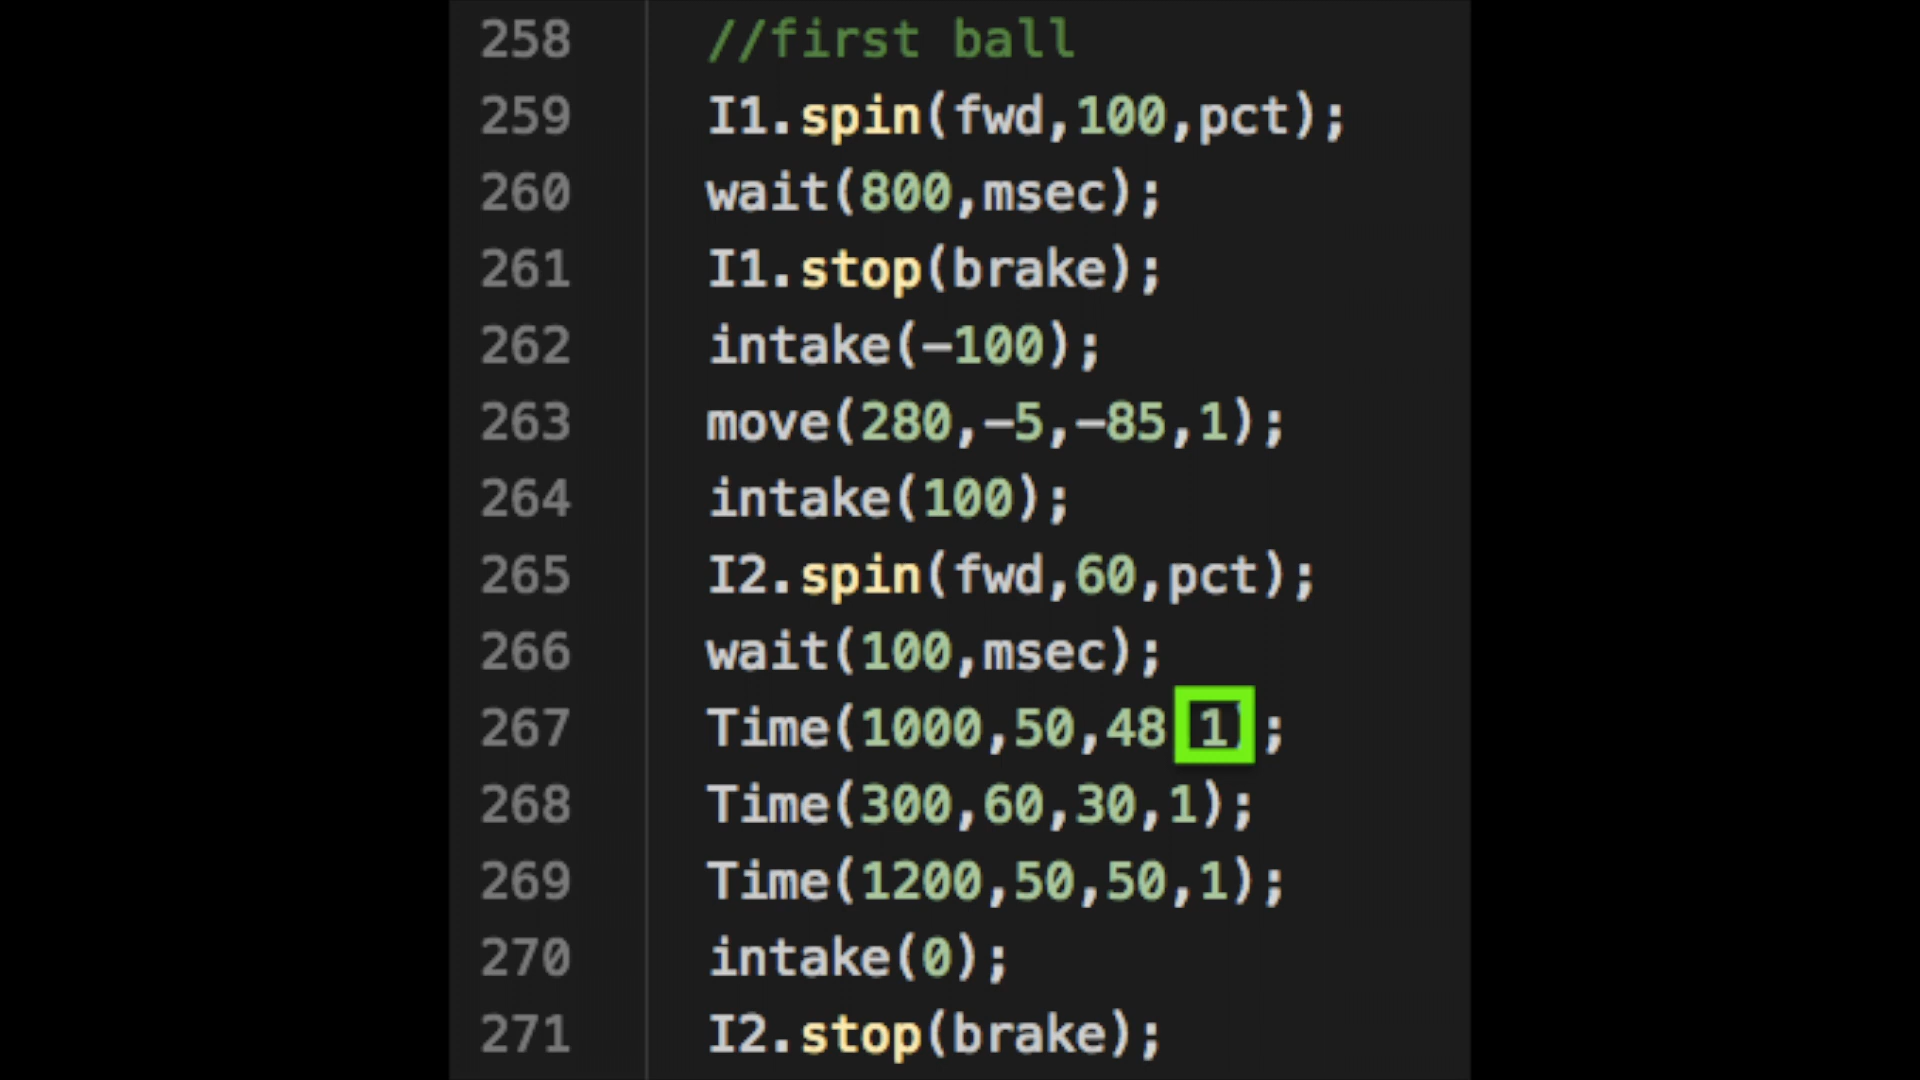 258 //first ball
259 I1.spin(fwd,100,pct);
260 wait(800,msec);
261 I1.stop(brake);
262 intake(-100);
263 move(280,-5,-85,1);
264 intake(100);
265 I2.spin(fwd,60,pct);
266 wait(100,msec);
267 Time(1000,50,48 1 ;
268 Time(300,60,30,1);
269 Time(1200,50,50,1);
270 intake(0);
271 I2.stop(brake);